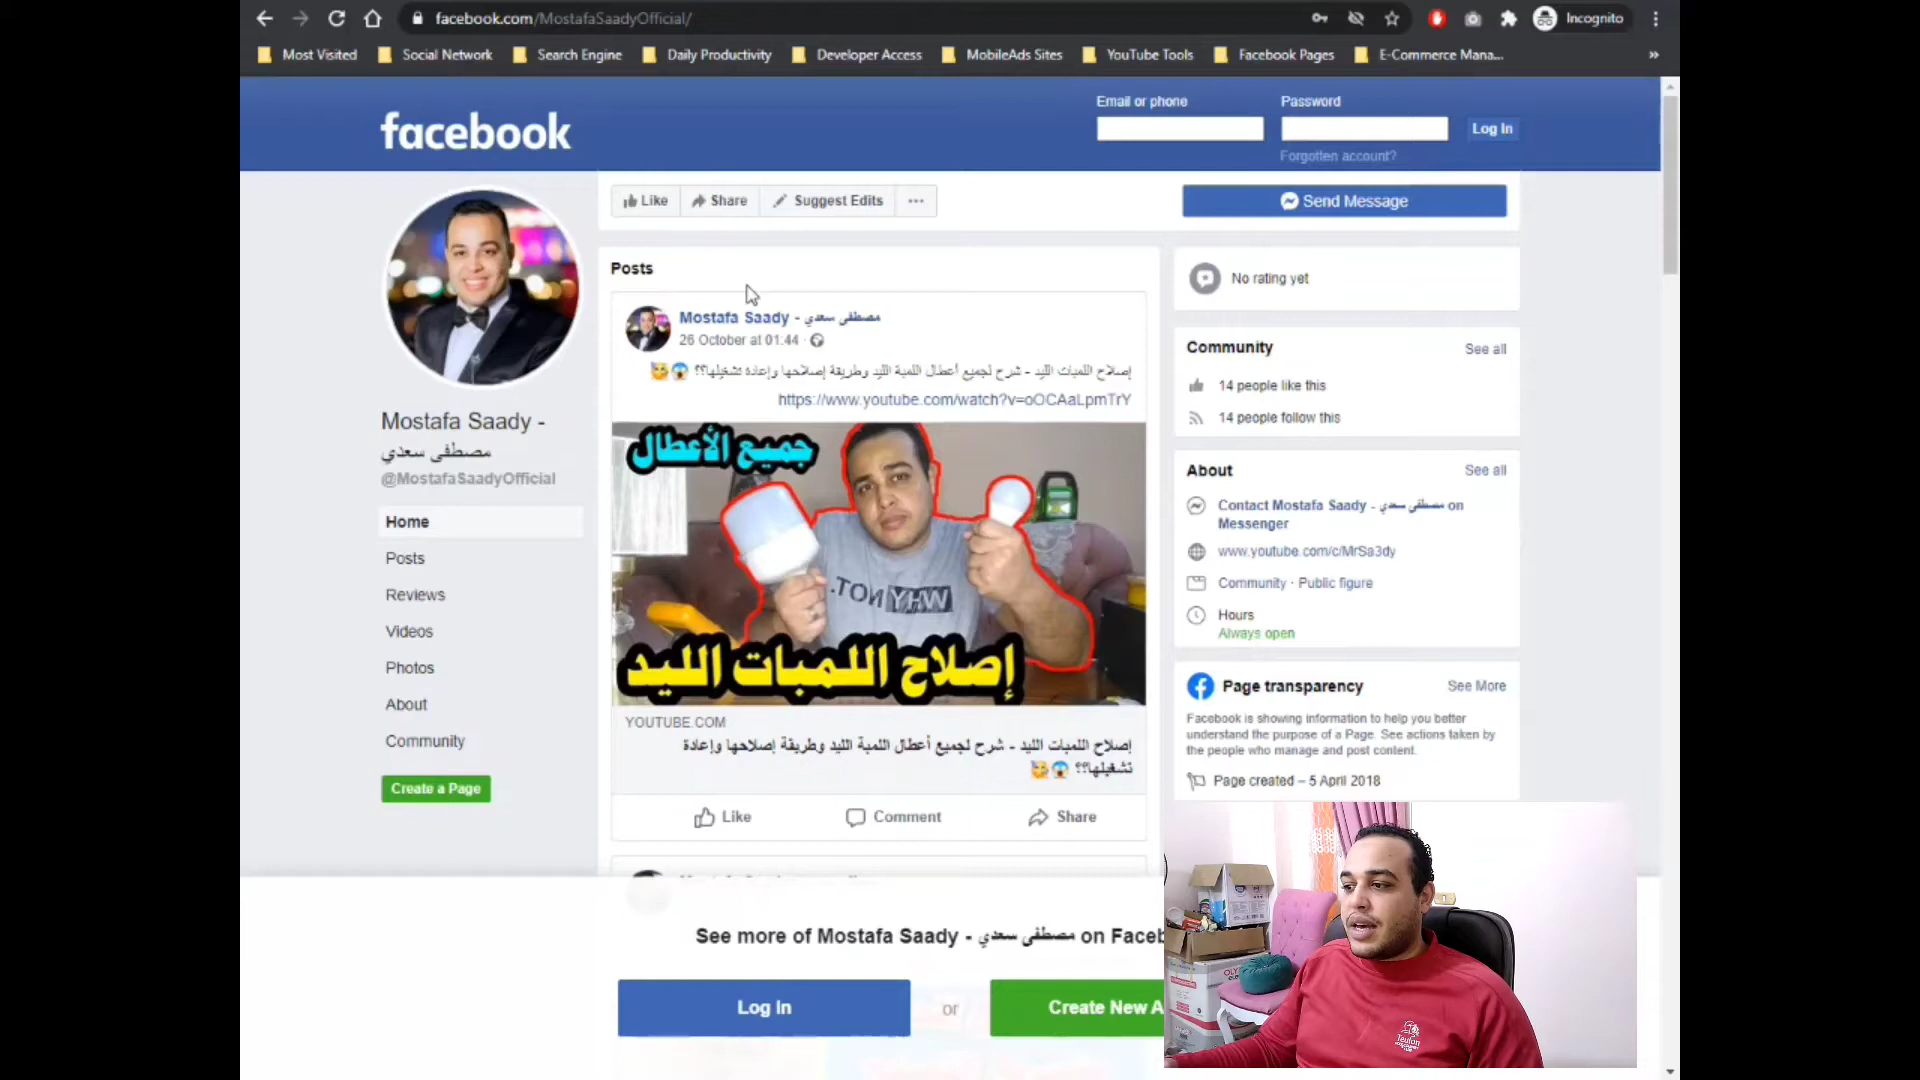 facebook.com/MostafaSaadyOfficial/
Incognito
Most Visited
Social Network
Search Engine
Daily Productivity
Developer Access
MobileAds Sites
YouTube Tools
Facebook Pages
E-Commerce Mana...
»
facebook
Email or phone
Password
Log In
Forgotten account?
Like
Share
Suggest Edits
...
Send Message
Mostafa Saady -
مصطفى سعدي
@MostafaSaadyOfficial
Home
Posts
Reviews
Videos
Photos
About
Community
Create a Page
Posts
Mostafa Saady - مصطفى سعدي
26 October at 01:44 ·
إصلاح اللمبات الليد - شرح لجميع أعطال اللمبة الليد وطريقة إصلاحها وإعادة تشغيلها؟؟ 😱🥳
https://www.youtube.com/watch?v=oOCAaLpmTrY
جميع الأعطال
WHY
NOT.
إصلاح اللمبات الليد
YOUTUBE.COM
إصلاح اللمبات الليد - شرح لجميع أعطال اللمبة الليد وطريقة إصلاحها وإعادة
تشغيلها؟؟ 😱🥳
Like
Comment
Share
No rating yet
Community
See all
14 people like this
14 people follow this
About
See all
Contact Mostafa Saady - مصطفى سعدي on
Messenger
www.youtube.com/c/MrSa3dy
Community · Public figure
Hours
Always open
Page transparency
See More
Facebook is showing information to help you better
understand the purpose of a Page. See actions taken by
the people who manage and post content.
Page created – 5 April 2018
See more of Mostafa Saady - مصطفى سعدي on Faceb
Log In
or
Create New A